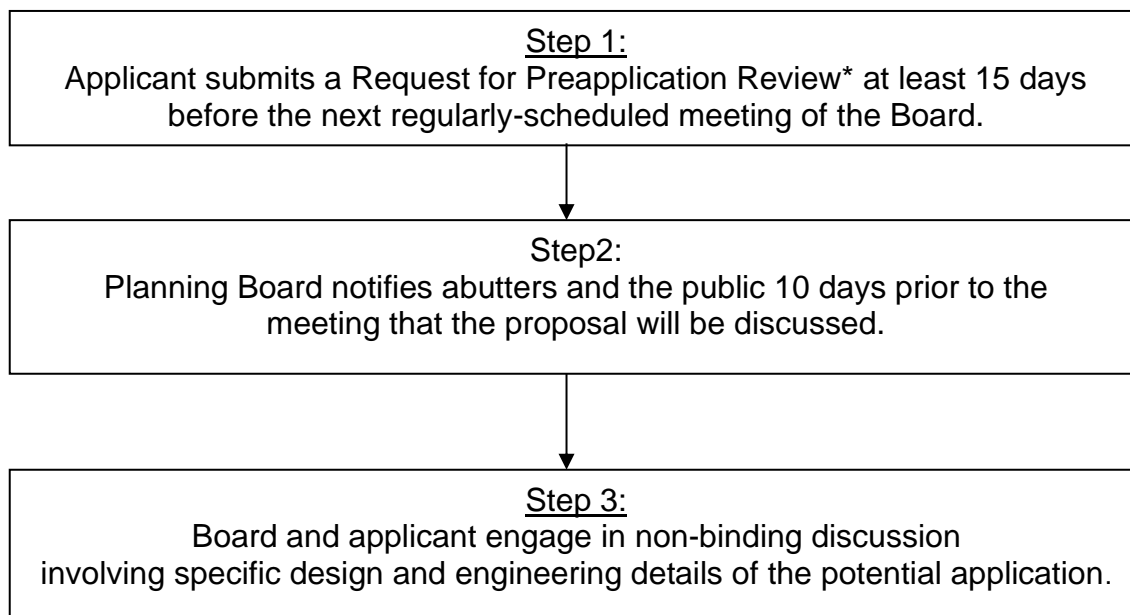 Step 1:
Applicant submits a Request for Preapplication Review* at least 15 days
before the next regularly-scheduled meeting of the Board.
Step2:
Planning Board notifies abutters and the public 10 days prior to the
meeting that the proposal will be discussed.
Step 3:
Board and applicant engage in non-binding discussion
involving specific design and engineering details of the potential application.